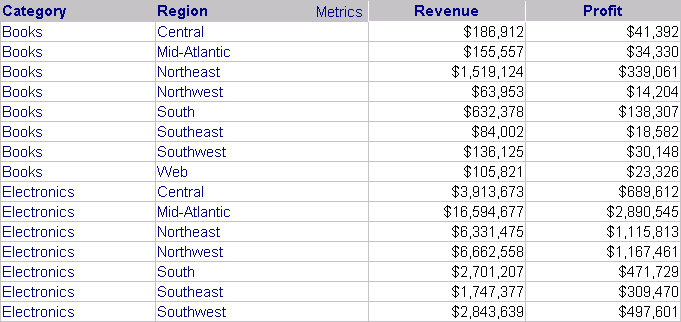 Category Region Metrics Revenue Profit
Books Central $186,912 $41,392
Books Mid-Atlantic $155,557 $34,330
Books Northeast $1,519,124 $339,061
Books Northwest $63,953 $14,204
Books South $632,378 $138,307
Books Southeast $84,002 $18,582
Books Southwest $136,125 $30,148
Books Web $105,821 $23,326
Electronics Central $3,913,673 $689,612
Electronics Mid-Atlantic $16,594,677 $2,890,545
Electronics Northeast $6,331,475 $1,115,813
Electronics Northwest $6,662,558 $1,167,461
Electronics South $2,701,207 $471,729
Electronics Southeast $1,747,377 $309,470
Electronics Southwest $2,843,639 $497,601